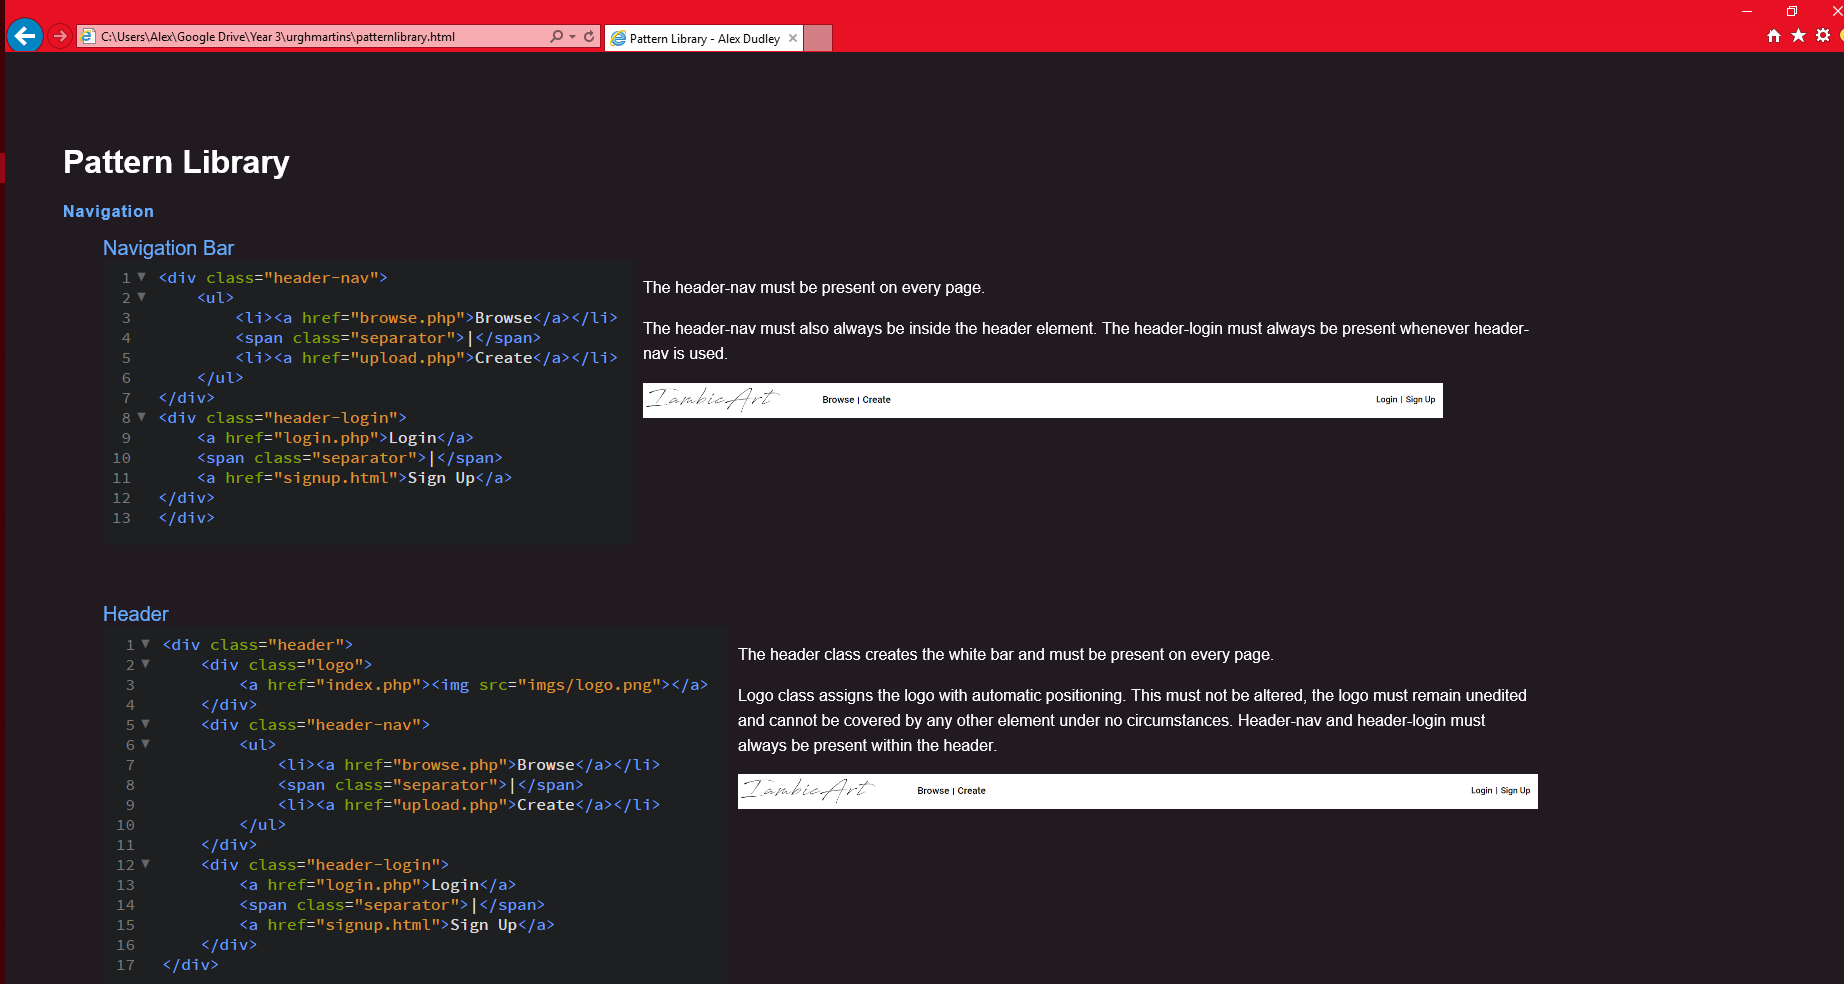 C:\Users\Alex\Google Drive\Year 3\urghmartins\patternlibrary.html
Pattern Library - Alex Dudley
Pattern Library
Navigation
Navigation Bar
1 <div class="header-nav">
2 <ul>
3 <li><a href="browse.php">Browse</a></li>
4 <span class="separator">|</span>
5 <li><a href="upload.php">Create</a></li>
6 </ul>
7 </div>
8 <div class="header-login">
9 <a href="login.php">Login</a>
10 <span class="separator">|</span>
11 <a href="signup.html">Sign Up</a>
12 </div>
13 </div>
The header-nav must be present on every page.
The header-nav must also always be inside the header element. The header-login must always be present whenever header-
nav is used.
IambicArt Browse | Create Login | Sign Up
Header
1 <div class="header">
2 <div class="logo">
3 <a href="index.php"><img src="imgs/logo.png"></a>
4 </div>
5 <div class="header-nav">
6 <ul>
7 <li><a href="browse.php">Browse</a></li>
8 <span class="separator">|</span>
9 <li><a href="upload.php">Create</a></li>
10 </ul>
11 </div>
12 <div class="header-login">
13 <a href="login.php">Login</a>
14 <span class="separator">|</span>
15 <a href="signup.html">Sign Up</a>
16 </div>
17 </div>
The header class creates the white bar and must be present on every page.
Logo class assigns the logo with automatic positioning. This must not be altered, the logo must remain unedited
and cannot be covered by any other element under no circumstances. Header-nav and header-login must
always be present within the header.
IambicArt Browse | Create Login | Sign Up